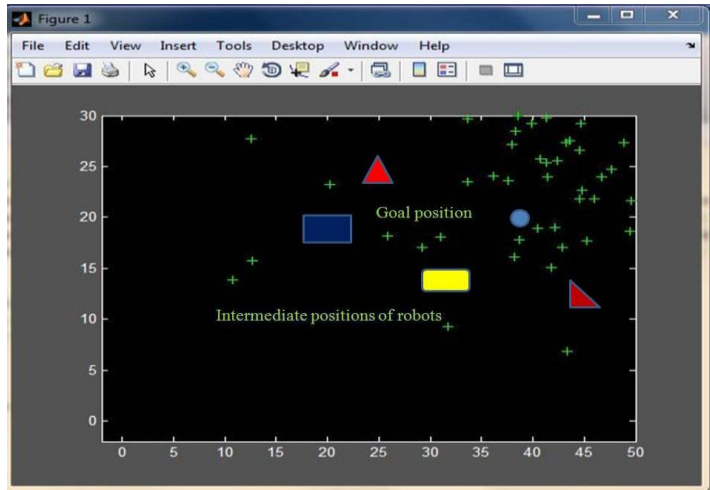 Figure 1
File Edit View Insert Tools Desktop Window Help
30
25
20
15
10
5
0
Goal position
Intermediate positions of robots
0 5 10 15 20 25 30 35 40 45 50